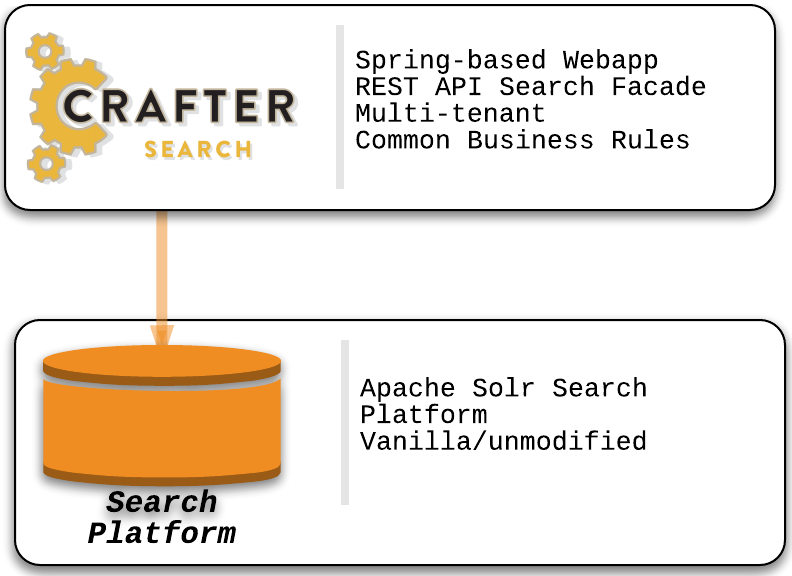 CRAFTER
SEARCH
Spring-based Webapp
REST API Search Facade
Multi-tenant
Common Business Rules
Apache Solr Search
Platform
Vanilla/unmodified
Search
Platform